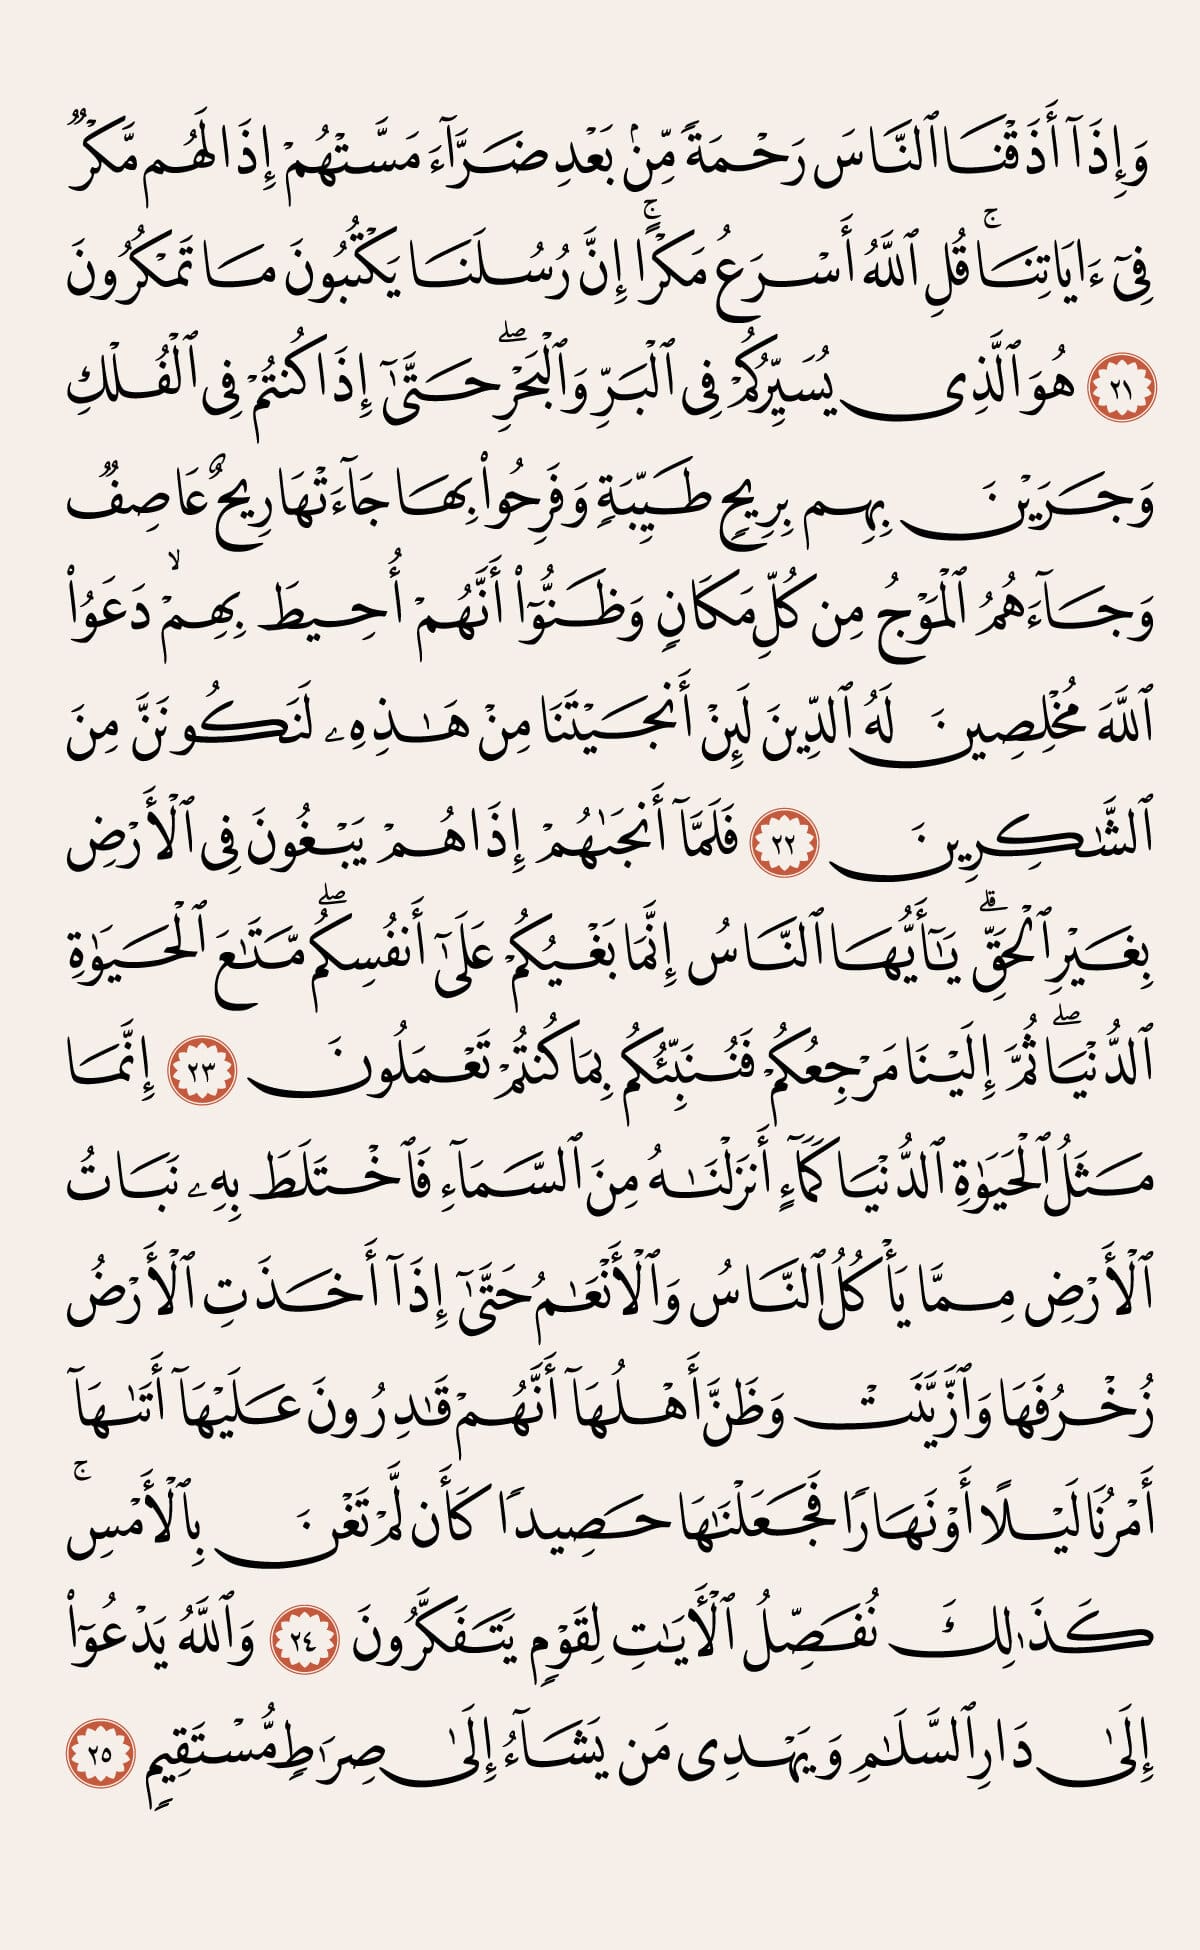 وَإِذَآ أَذَقْنَا ٱلنَّاسَ رَحْمَةً مِّنۢ بَعْدِ ضَرَّآءَ مَسَّتْهُمْ إِذَا لَهُم مَّكْرٌ
فِىٓ ءَايَاتِنَا ۚ قُلِ ٱللَّهُ أَسْرَعُ مَكْرًا ۚ إِنَّ رُسُلَنَا يَكْتُبُونَ مَا تَمْكُرُونَ
٢١ هُوَ ٱلَّذِى يُسَيِّرُكُمْ فِى ٱلْبَرِّ وَٱلْبَحْرِ ۖ حَتَّىٰٓ إِذَا كُنتُمْ فِى ٱلْفُلْكِ
وَجَرَيْنَ بِهِم بِرِيحٍ طَيِّبَةٍ وَفَرِحُوا۟ بِهَا جَآءَتْهَا رِيحٌ عَاصِفٌ
وَجَآءَهُمُ ٱلْمَوْجُ مِن كُلِّ مَكَانٍ وَظَنُّوٓا۟ أَنَّهُمْ أُحِيطَ بِهِمْ ۙ دَعَوُا۟
ٱللَّهَ مُخْلِصِينَ لَهُ ٱلدِّينَ لَئِنْ أَنجَيْتَنَا مِنْ هَـٰذِهِۦ لَنَكُونَنَّ مِنَ
ٱلشَّـٰكِرِينَ ٢٢ فَلَمَّآ أَنجَىٰهُمْ إِذَا هُمْ يَبْغُونَ فِى ٱلْأَرْضِ
بِغَيْرِ ٱلْحَقِّ ۗ يَـٰٓأَيُّهَا ٱلنَّاسُ إِنَّمَا بَغْيُكُمْ عَلَىٰٓ أَنفُسِكُم ۖ مَّتَـٰعَ ٱلْحَيَوٰةِ
ٱلدُّنْيَا ۖ ثُمَّ إِلَيْنَا مَرْجِعُكُمْ فَنُنَبِّئُكُم بِمَا كُنتُمْ تَعْمَلُونَ ٢٣ إِنَّمَا
مَثَلُ ٱلْحَيَوٰةِ ٱلدُّنْيَا كَمَآءٍ أَنزَلْنَـٰهُ مِنَ ٱلسَّمَآءِ فَٱخْتَلَطَ بِهِۦ نَبَاتُ
ٱلْأَرْضِ مِمَّا يَأْكُلُ ٱلنَّاسُ وَٱلْأَنْعَـٰمُ حَتَّىٰٓ إِذَآ أَخَذَتِ ٱلْأَرْضُ
زُخْرُفَهَا وَٱزَّيَّنَتْ وَظَنَّ أَهْلُهَآ أَنَّهُمْ قَـٰدِرُونَ عَلَيْهَآ أَتَىٰهَآ
أَمْرُنَا لَيْلًا أَوْ نَهَارًا فَجَعَلْنَـٰهَا حَصِيدًا كَأَن لَّمْ تَغْنَ بِٱلْأَمْسِ ۚ
كَذَٰلِكَ نُفَصِّلُ ٱلْأَيَـٰتِ لِقَوْمٍ يَتَفَكَّرُونَ ٢٤ وَٱللَّهُ يَدْعُوٓا۟
إِلَىٰ دَارِ ٱلسَّلَـٰمِ وَيَهْدِى مَن يَشَآءُ إِلَىٰ صِرَٰطٍ مُّسْتَقِيمٍ ٢٥